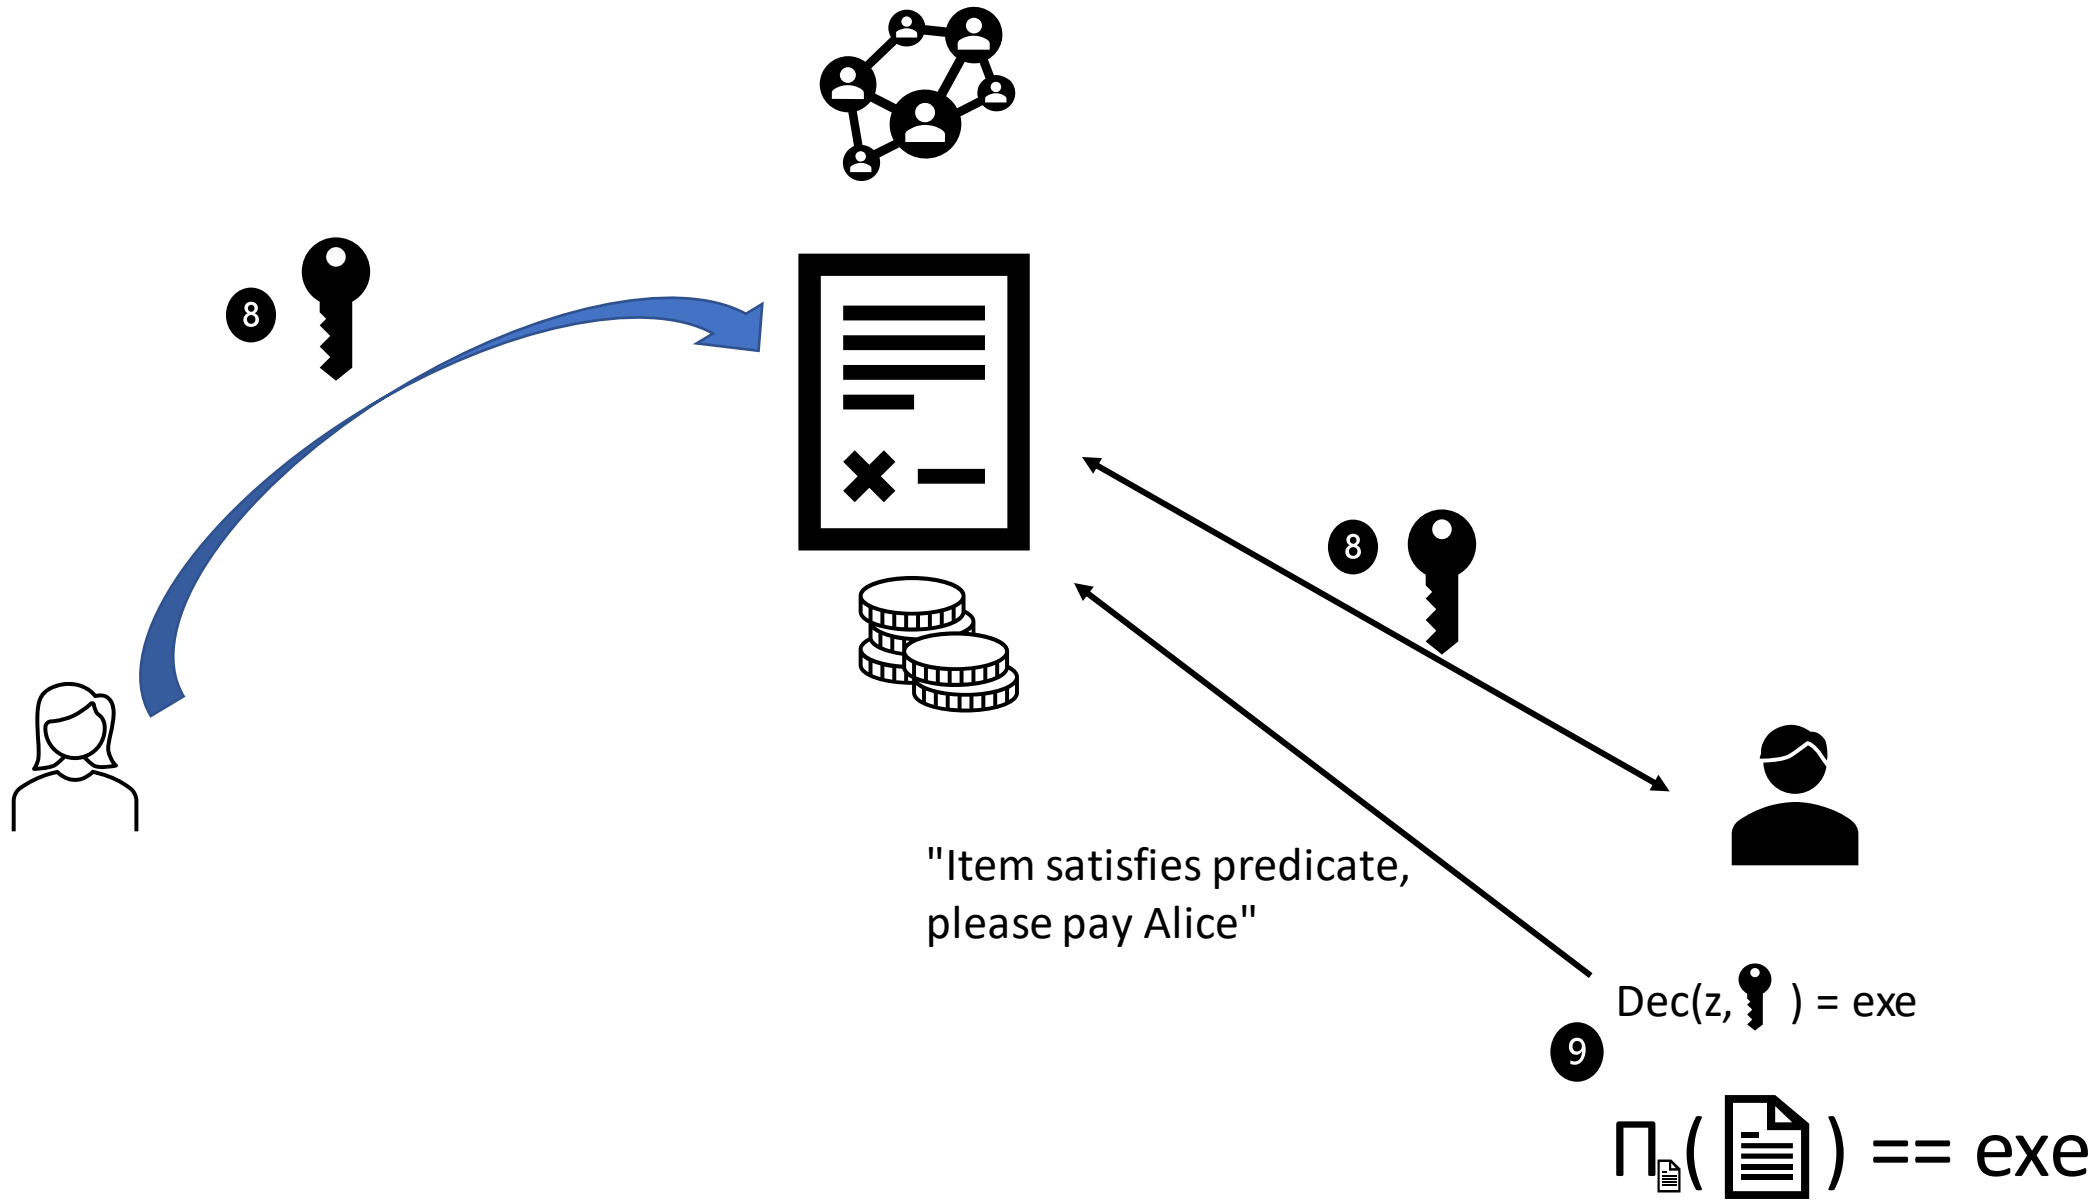 8
8
"Item satisfies predicate,
please pay Alice"
Dec(z, ) = exe
9
Π ( ) == exe